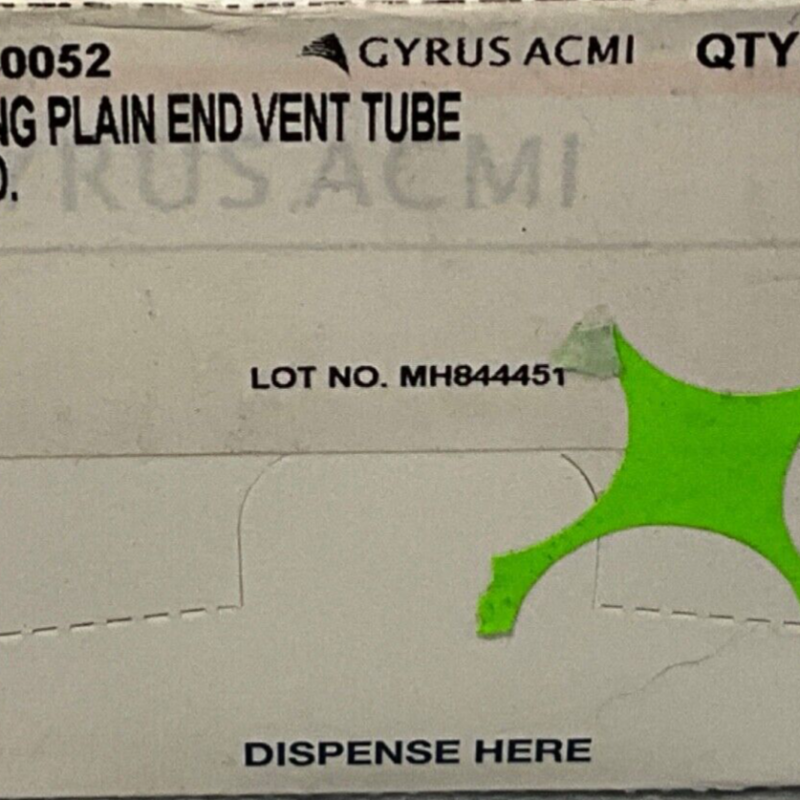 0052 GYRUS ACMI QTY
NG PLAIN END VENT TUBE
YRUS ACMI
D.
LOT NO. MH844451
DISPENSE HERE